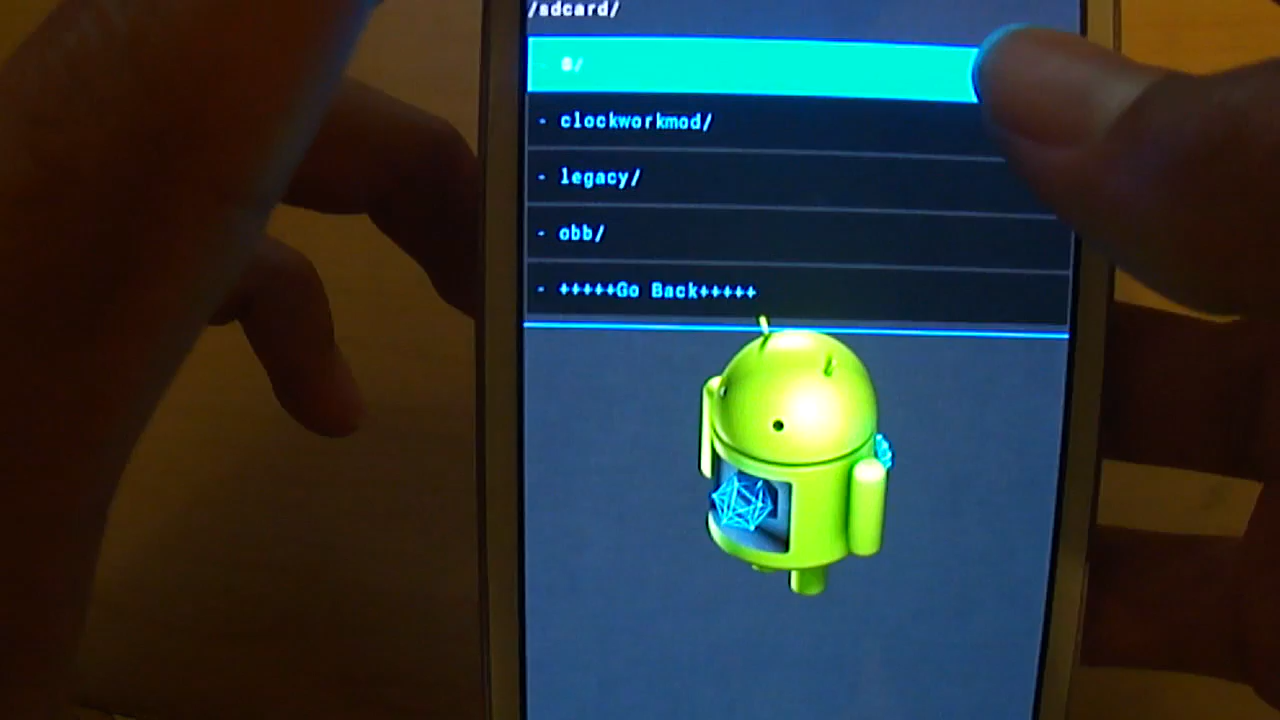 /sdcard/
- 0/
- clockworkmod/
- legacy/
- obb/
- +++++Go Back+++++